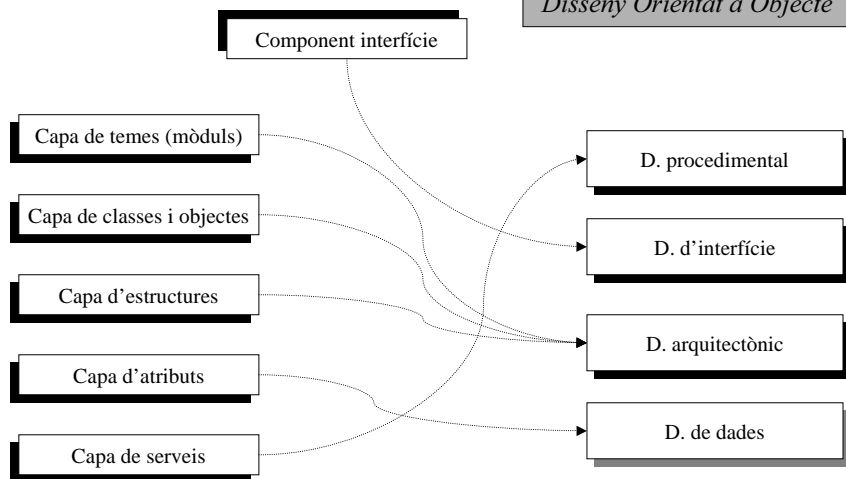 Disseny Orientat a Objecte
Component interfície
Capa de temes (mòduls)
Capa de classes i objectes
Capa d'estructures
Capa d'atributs
Capa de serveis
D. procedimental
D. d'interfície
D. arquitectònic
D. de dades